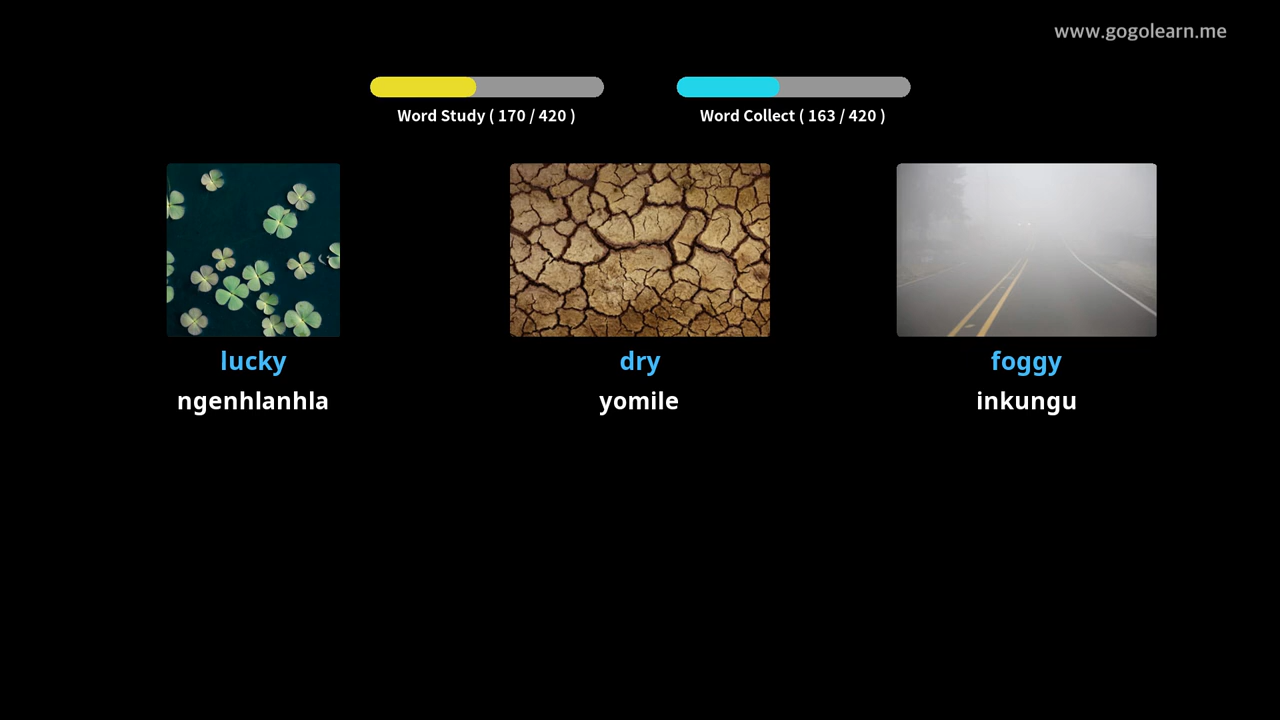 www.gogolearn.me
Word Study ( 170 / 420 )
Word Collect ( 163 / 420 )
lucky
dry
foggy
ngenhlanhla
yomile
inkungu